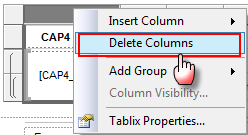 CAP4
[CAP4_
Insert Column
Delete Columns
Add Group
Column Visibility...
Tablix Properties...